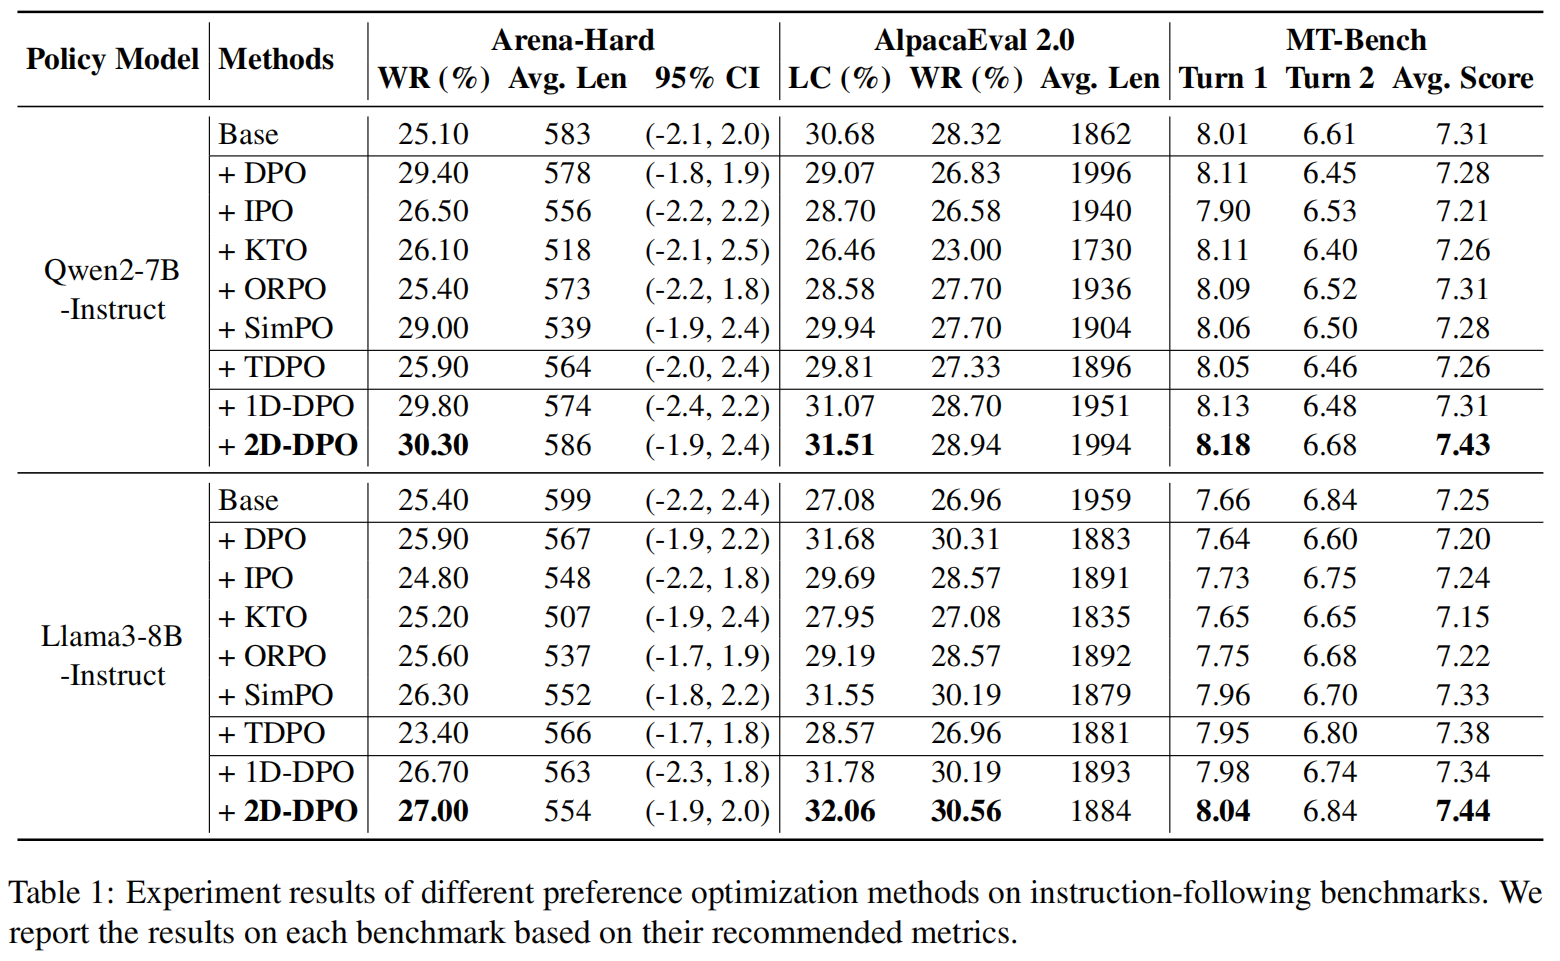 Policy Model Methods Arena-Hard AlpacaEval 2.0 MT-Bench
WR (%) Avg. Len 95% CI LC (%) WR (%) Avg. Len Turn 1 Turn 2 Avg. Score
Qwen2-7B
-Instruct
Base 25.10 583 (-2.1, 2.0) 30.68 28.32 1862 8.01 6.61 7.31
+ DPO 29.40 578 (-1.8, 1.9) 29.07 26.83 1996 8.11 6.45 7.28
+ IPO 26.50 556 (-2.2, 2.2) 28.70 26.58 1940 7.90 6.53 7.21
+ KTO 26.10 518 (-2.1, 2.5) 26.46 23.00 1730 8.11 6.40 7.26
+ ORPO 25.40 573 (-2.2, 1.8) 28.58 27.70 1936 8.09 6.52 7.31
+ SimPO 29.00 539 (-1.9, 2.4) 29.94 27.70 1904 8.06 6.50 7.28
+ TDPO 25.90 564 (-2.0, 2.4) 29.81 27.33 1896 8.05 6.46 7.26
+ 1D-DPO 29.80 574 (-2.4, 2.2) 31.07 28.70 1951 8.13 6.48 7.31
+ 2D-DPO 30.30 586 (-1.9, 2.4) 31.51 28.94 1994 8.18 6.68 7.43
Llama3-8B
-Instruct
Base 25.40 599 (-2.2, 2.4) 27.08 26.96 1959 7.66 6.84 7.25
+ DPO 25.90 567 (-1.9, 2.2) 31.68 30.31 1883 7.64 6.60 7.20
+ IPO 24.80 548 (-2.2, 1.8) 29.69 28.57 1891 7.73 6.75 7.24
+ KTO 25.20 507 (-1.9, 2.4) 27.95 27.08 1835 7.65 6.65 7.15
+ ORPO 25.60 537 (-1.7, 1.9) 29.19 28.57 1892 7.75 6.68 7.22
+ SimPO 26.30 552 (-1.8, 2.2) 31.55 30.19 1879 7.96 6.70 7.33
+ TDPO 23.40 566 (-1.7, 1.8) 28.57 26.96 1881 7.95 6.80 7.38
+ 1D-DPO 26.70 563 (-2.3, 1.8) 31.78 30.19 1893 7.98 6.74 7.34
+ 2D-DPO 27.00 554 (-1.9, 2.0) 32.06 30.56 1884 8.04 6.84 7.44
Table 1: Experiment results of different preference optimization methods on instruction-following benchmarks. We
report the results on each benchmark based on their recommended metrics.